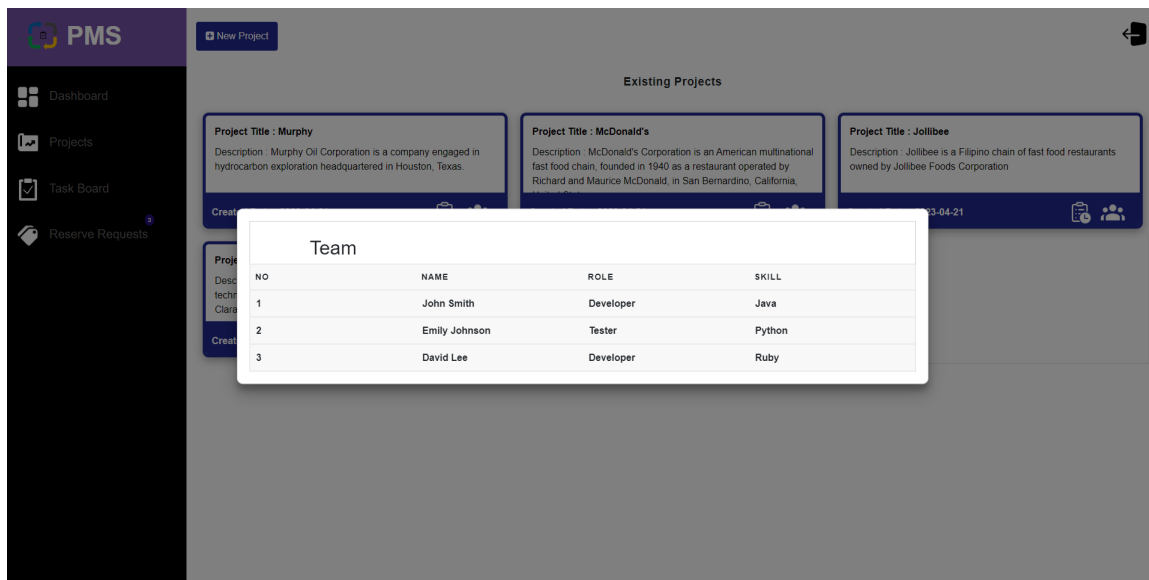 PMS
New Project
Dashboard
Projects
Task Board
3
Reserve Requests
Existing Projects
Project Title : Murphy
Description : Murphy Oil Corporation is a company engaged in
hydrocarbon exploration headquartered in Houston, Texas.
Project Title : McDonald's
Description : McDonald's Corporation is an American multinational
fast food chain, founded in 1940 as a restaurant operated by
Richard and Maurice McDonald, in San Bernardino, California,
Project Title : Jollibee
Description : Jollibee is a Filipino chain of fast food restaurants
owned by Jollibee Foods Corporation
23-04-21
Team
NO NAME ROLE SKILL
1 John Smith Developer Java
2 Emily Johnson Tester Python
3 David Lee Developer Ruby